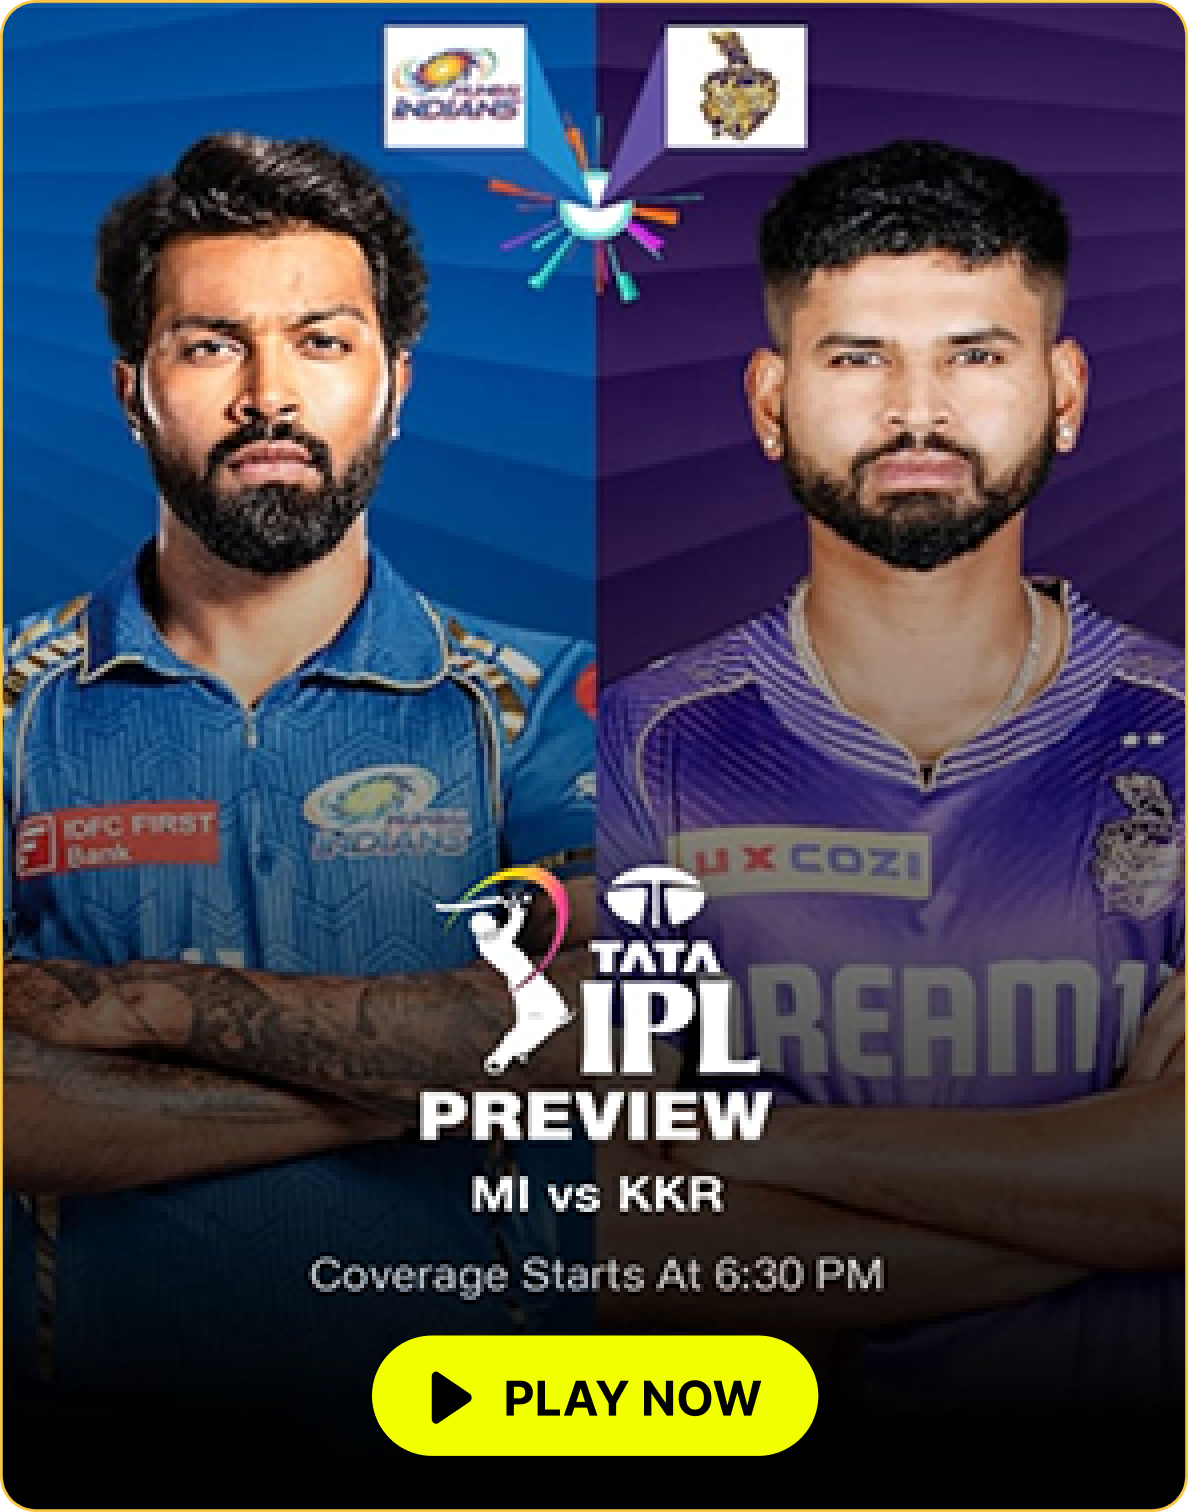 MUMBAI
INDIANS
IDFC FIRST
Bank
MUMBAI
INDIANS
LUX COZI
TATA
IPL
DREAM11
PREVIEW
MI vs KKR
Coverage Starts At 6:30 PM
PLAY NOW